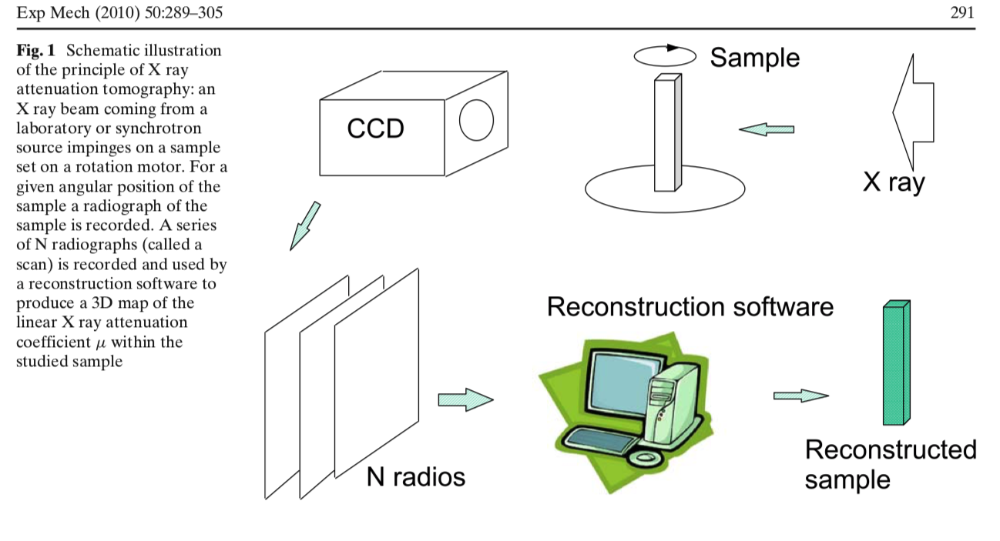 Exp Mech (2010) 50:289–305
291
Fig. 1 Schematic illustration
of the principle of X ray
attenuation tomography: an
X ray beam coming from a
laboratory or synchrotron
source impinges on a sample
set on a rotation motor. For a
given angular position of the
sample a radiograph of the
sample is recorded. A series
of N radiographs (called a
scan) is recorded and used by
a reconstruction software to
produce a 3D map of the
linear X ray attenuation
coefficient μ within the
studied sample
Sample
CCD
X ray
Reconstruction software
N radios
Reconstructed
sample